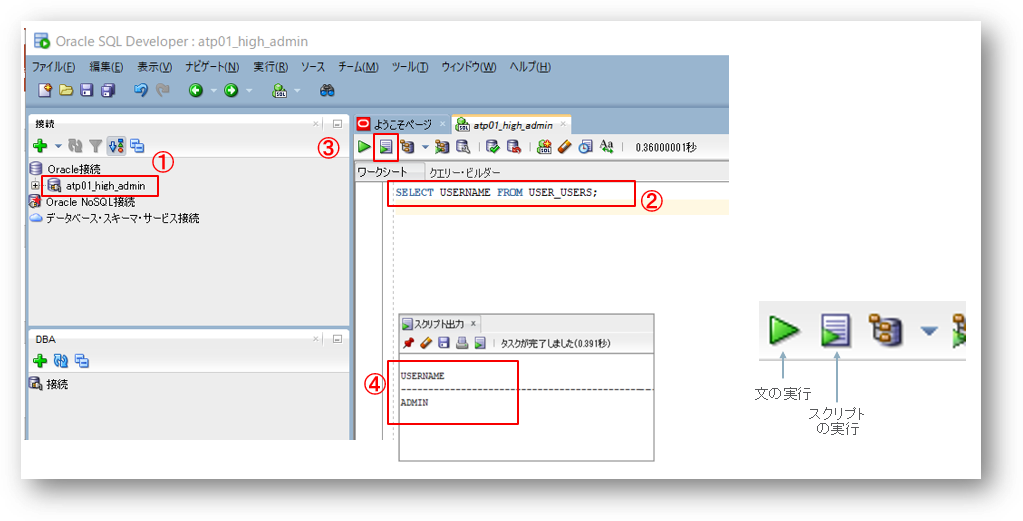 Oracle SQL Developer : atp01_high_admin
ファイル(F) 編集(E) 表示(V) ナビゲート(N) 実行(R) ソース チーム(M) ツール(T) ウィンドウ(W) ヘルプ(H)
接続 ×
ようこそページ × atp01_high_admin ×
③
0.36000001秒
①
Oracle接続
atp01_high_admin
Oracle NoSQL接続
データベース・スキーマ・サービス接続
ワークシート クエリー・ビルダー
SELECT USERNAME FROM USER_USERS;
②
DBA ×
接続
スクリプト出力 ×
タスクが完了しました(0.391秒)
④
USERNAME
--------------------------------------------------
ADMIN
文の実行
スクリプト
の実行